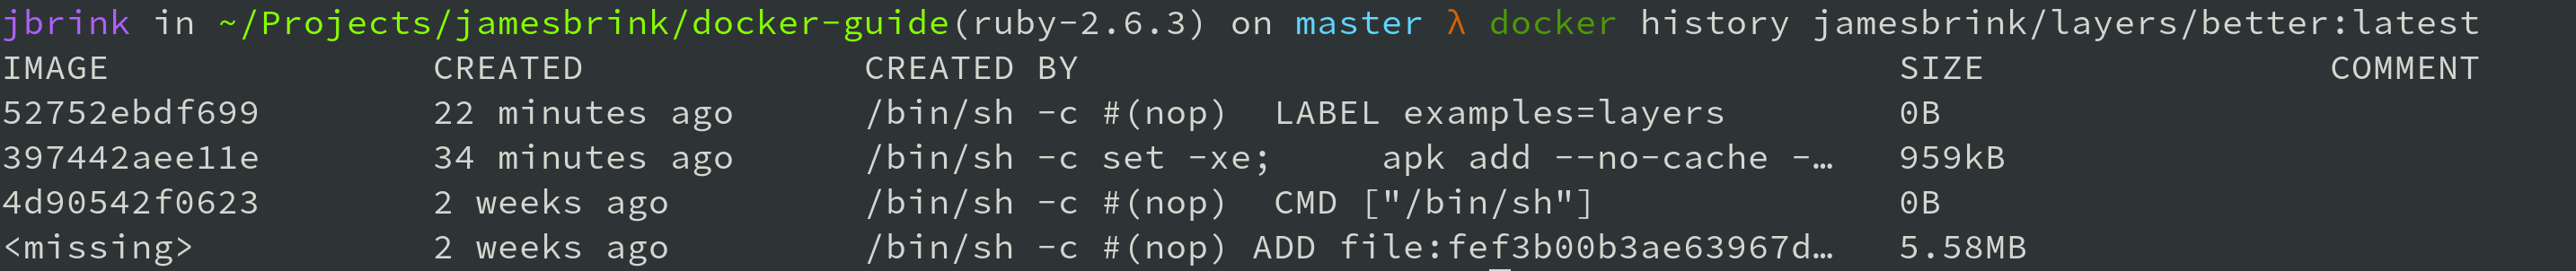 jbrink in ~/Projects/jamesbrink/docker-guide(ruby-2.6.3) on master λ docker history jamesbrink/layers/better:latest
IMAGE CREATED CREATED BY SIZE COMMENT
52752ebdf699 22 minutes ago /bin/sh -c #(nop)  LABEL examples=layers 0B
397442aee11e 34 minutes ago /bin/sh -c set -xe;     apk add --no-cache -… 959kB
4d90542f0623 2 weeks ago /bin/sh -c #(nop)  CMD ["/bin/sh"] 0B
<missing> 2 weeks ago /bin/sh -c #(nop) ADD file:fef3b00b3ae63967d… 5.58MB